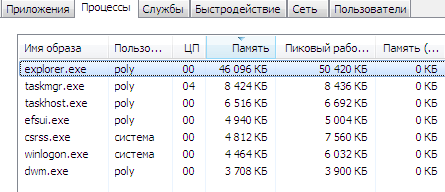 Приложения Процессы Службы Быстродействие Сеть Пользователи
Имя образа Пользо... ЦП Память Пиковый рабо... Память (...
explorer.exe poly 00 46 096 КБ 50 420 КБ 0 КБ
taskmgr.exe poly 04 8 424 КБ 8 436 КБ 0 КБ
taskhost.exe poly 00 6 516 КБ 6 692 КБ 0 КБ
efsui.exe poly 00 4 940 КБ 5 004 КБ 0 КБ
csrss.exe система 00 4 812 КБ 7 560 КБ 0 КБ
winlogon.exe система 00 4 464 КБ 6 032 КБ 0 КБ
dwm.exe poly 00 3 708 КБ 3 900 КБ 0 КБ